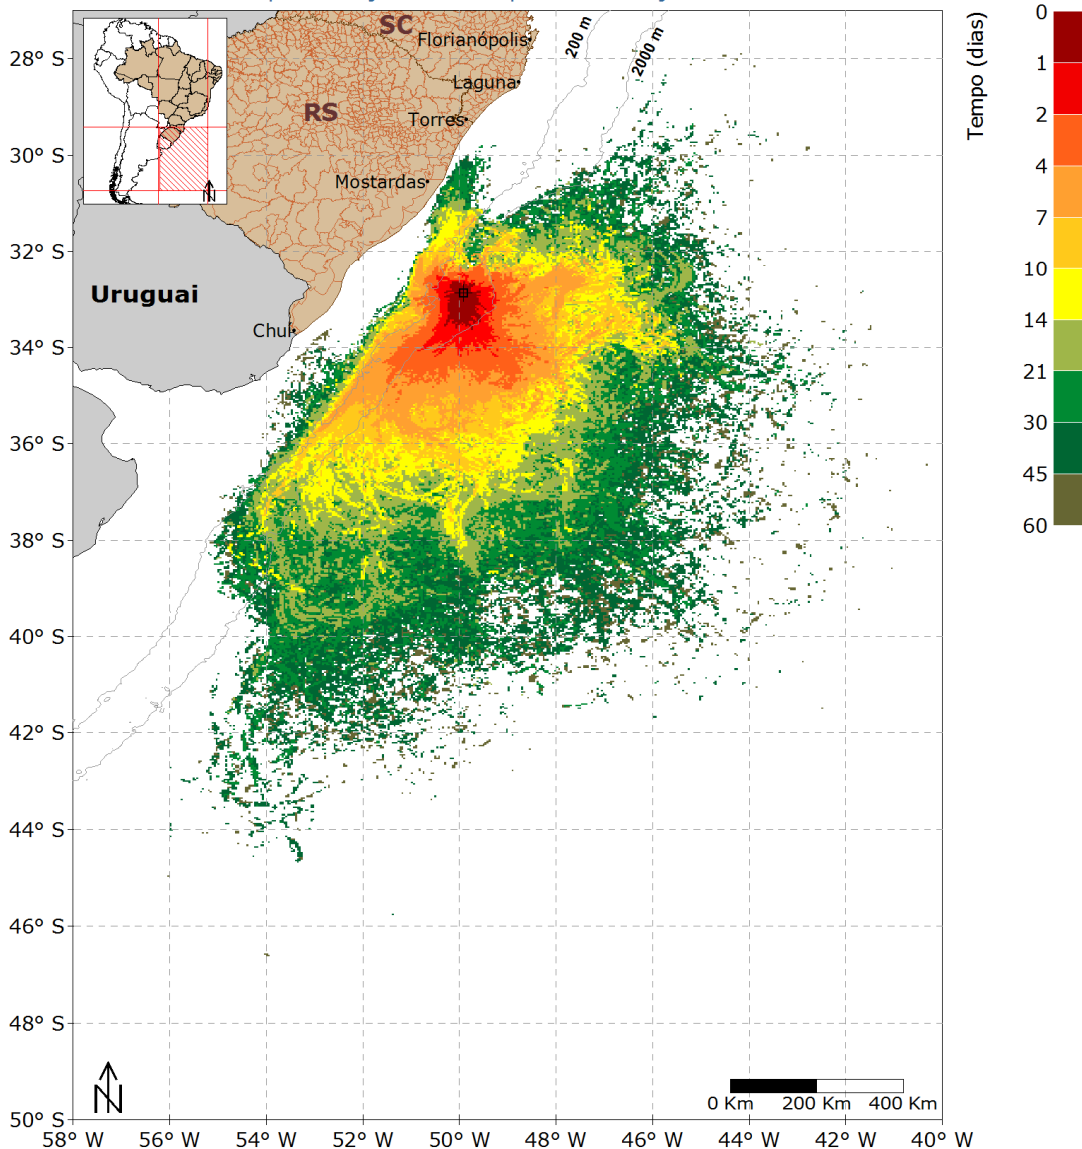 SC
Florianópolis
Laguna
Torres
RS
Mostardas
Uruguai
Chuí
200 m
2000 m
N
28° S
30° S
32° S
34° S
36° S
38° S
40° S
42° S
44° S
46° S
48° S
50° S
N
0 Km 200 Km 400 Km
58° W 56° W 54° W 52° W 50° W 48° W 46° W 44° W 42° W 40° W
Tempo (dias)
0
1
2
4
7
10
14
21
30
45
60